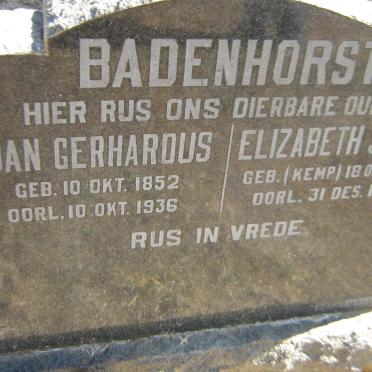 BADENHORST
HIER RUS ONS DIERBARE
GERHARDUS
GEB. 10 OKT. 1852
OORL. 10 OKT. 1936
ELIZABETH
GEB. (KEMP) 18
OORL. 31 DES.
RUS IN VREDE